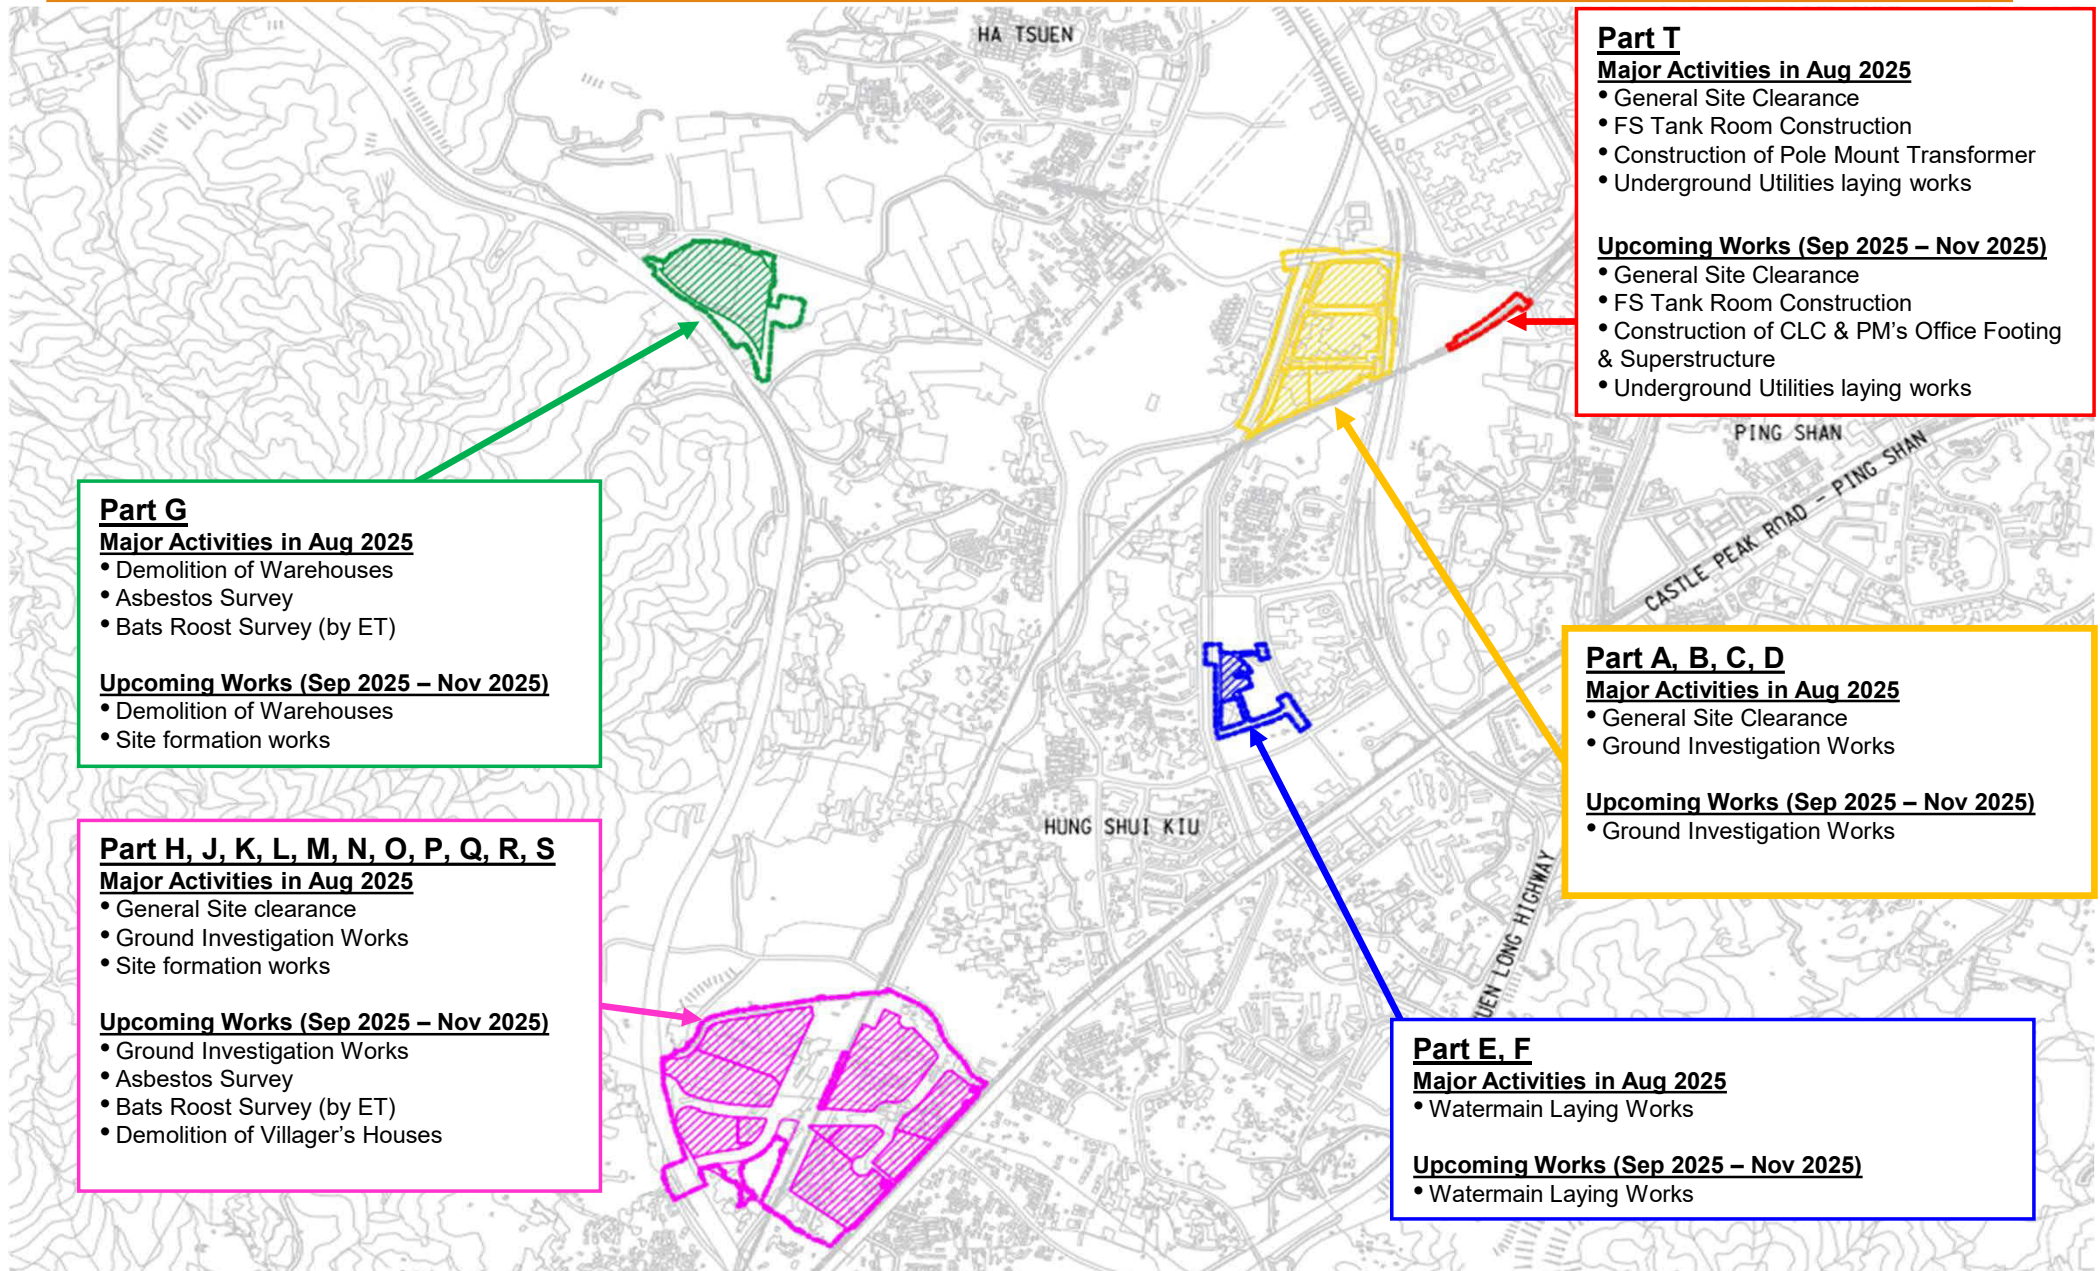 HA TSUEN
Part T
Major Activities in Aug 2025
• General Site Clearance
• FS Tank Room Construction
• Construction of Pole Mount Transformer
• Underground Utilities laying works
Upcoming Works (Sep 2025 – Nov 2025)
• General Site Clearance
• FS Tank Room Construction
• Construction of CLC & PM’s Office Footing
& Superstructure
• Underground Utilities laying works
PING SHAN
CASTLE PEAK ROAD - PING SHAN
Part G
Major Activities in Aug 2025
• Demolition of Warehouses
• Asbestos Survey
• Bats Roost Survey (by ET)
Upcoming Works (Sep 2025 – Nov 2025)
• Demolition of Warehouses
• Site formation works
Part A, B, C, D
Major Activities in Aug 2025
• General Site Clearance
• Ground Investigation Works
Upcoming Works (Sep 2025 – Nov 2025)
• Ground Investigation Works
HUNG SHUI KIU
Part H, J, K, L, M, N, O, P, Q, R, S
Major Activities in Aug 2025
• General Site clearance
• Ground Investigation Works
• Site formation works
Upcoming Works (Sep 2025 – Nov 2025)
• Ground Investigation Works
• Asbestos Survey
• Bats Roost Survey (by ET)
• Demolition of Villager’s Houses
UEN LONG HIGHWAY
Part E, F
Major Activities in Aug 2025
• Watermain Laying Works
Upcoming Works (Sep 2025 – Nov 2025)
• Watermain Laying Works